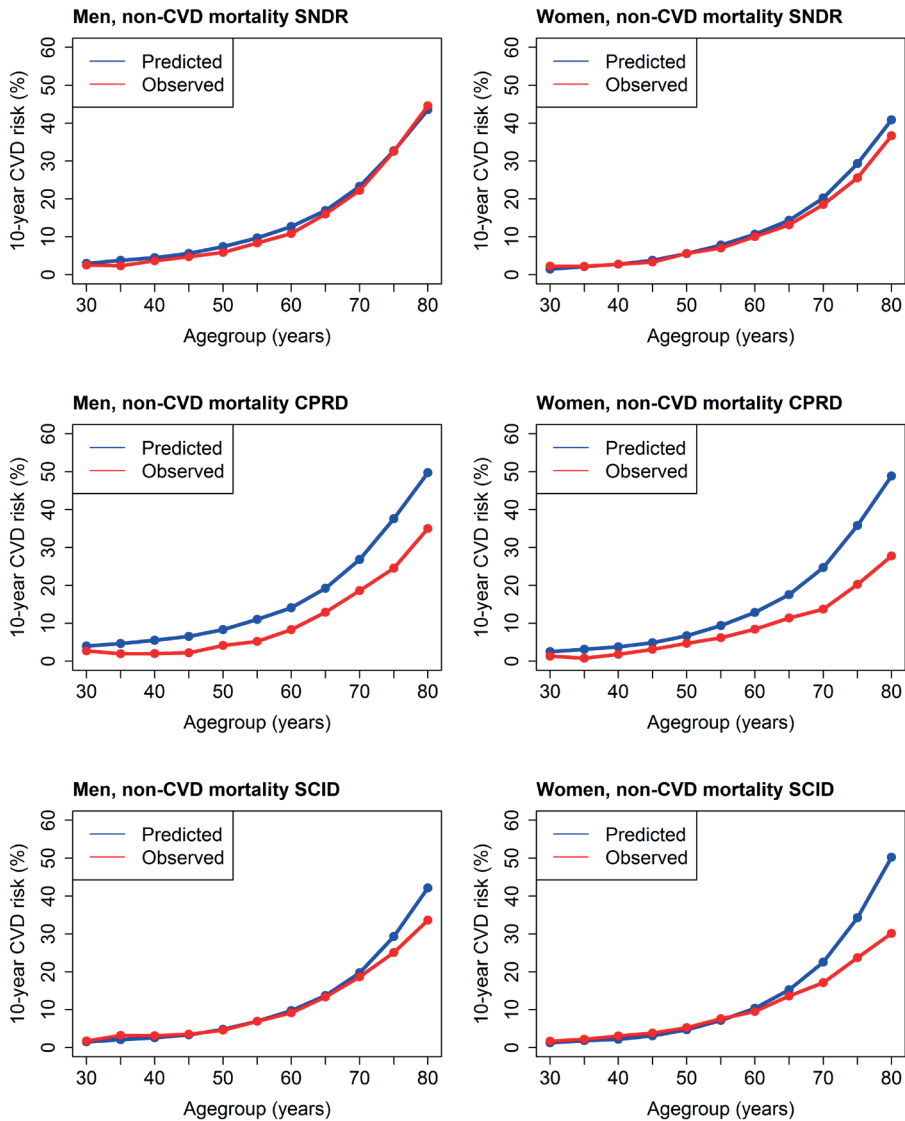 Men, non-CVD mortality SNDR
10-year CVD risk (%)
60
50
40
30
20
10
0
Predicted
Observed
30 40 50 60 70 80
Agegroup (years)
Women, non-CVD mortality SNDR
10-year CVD risk (%)
60
50
40
30
20
10
0
Predicted
Observed
30 40 50 60 70 80
Agegroup (years)
Men, non-CVD mortality CPRD
10-year CVD risk (%)
60
50
40
30
20
10
0
Predicted
Observed
30 40 50 60 70 80
Agegroup (years)
Women, non-CVD mortality CPRD
10-year CVD risk (%)
60
50
40
30
20
10
0
Predicted
Observed
30 40 50 60 70 80
Agegroup (years)
Men, non-CVD mortality SCID
10-year CVD risk (%)
60
50
40
30
20
10
0
Predicted
Observed
30 40 50 60 70 80
Agegroup (years)
Women, non-CVD mortality SCID
10-year CVD risk (%)
60
50
40
30
20
10
0
Predicted
Observed
30 40 50 60 70 80
Agegroup (years)